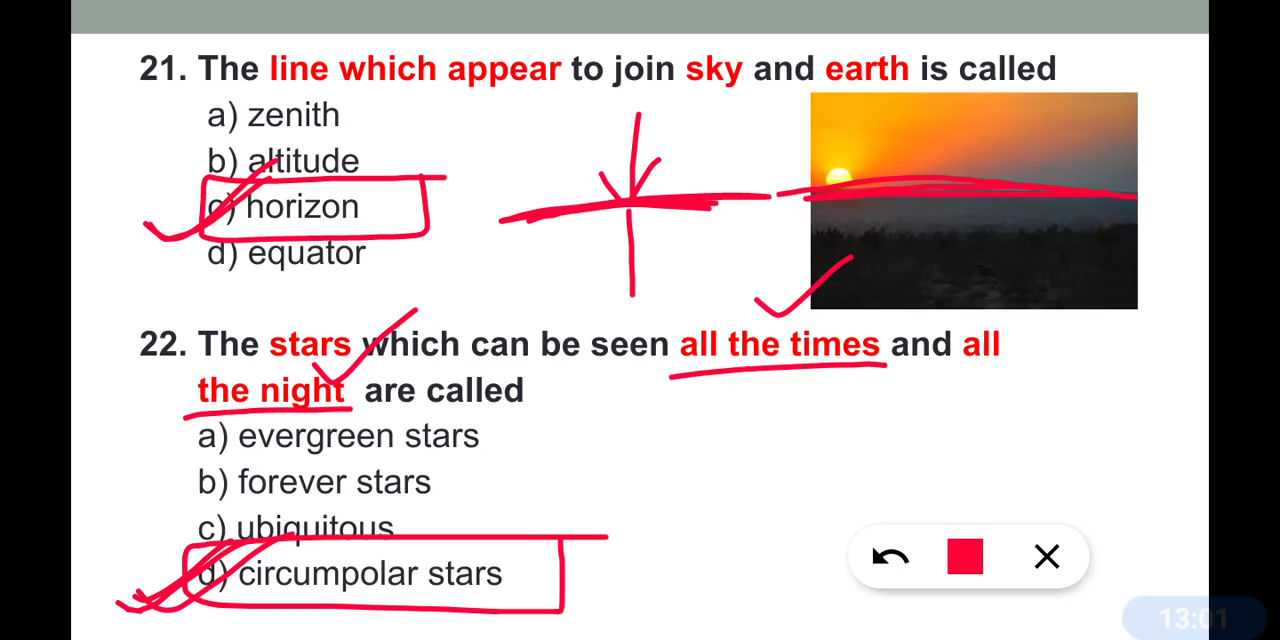 21. The line which appear to join sky and earth is called
a) zenith
b) altitude
c) horizon
d) equator
22. The stars which can be seen all the times and all
the night are called
a) evergreen stars
b) forever stars
c) ubiquitous
d) circumpolar stars
13:01